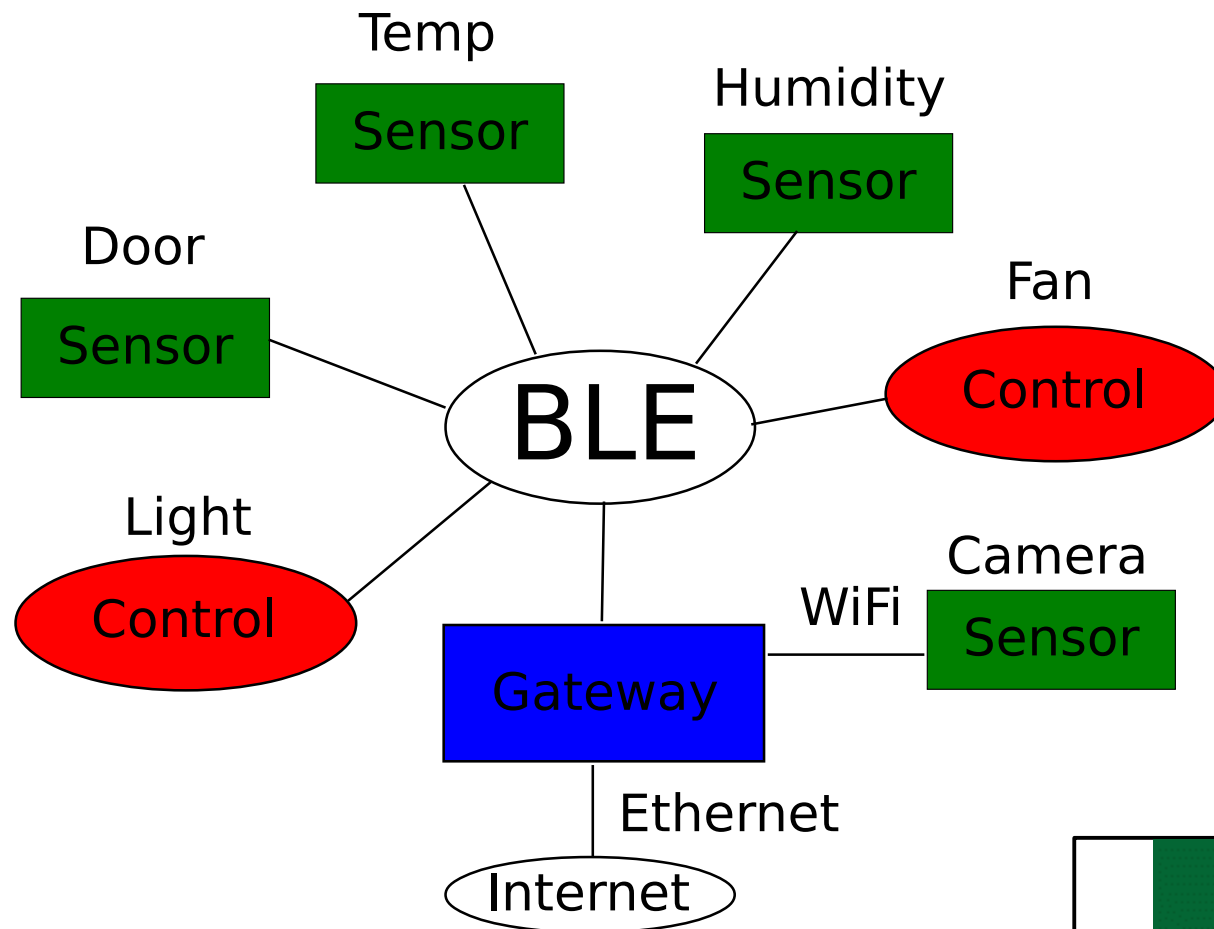 Temp
Sensor
Humidity
Sensor
Door
Sensor
Fan
Control
BLE
Light
Control
Camera
Sensor
WiFi
Gateway
Ethernet
Internet